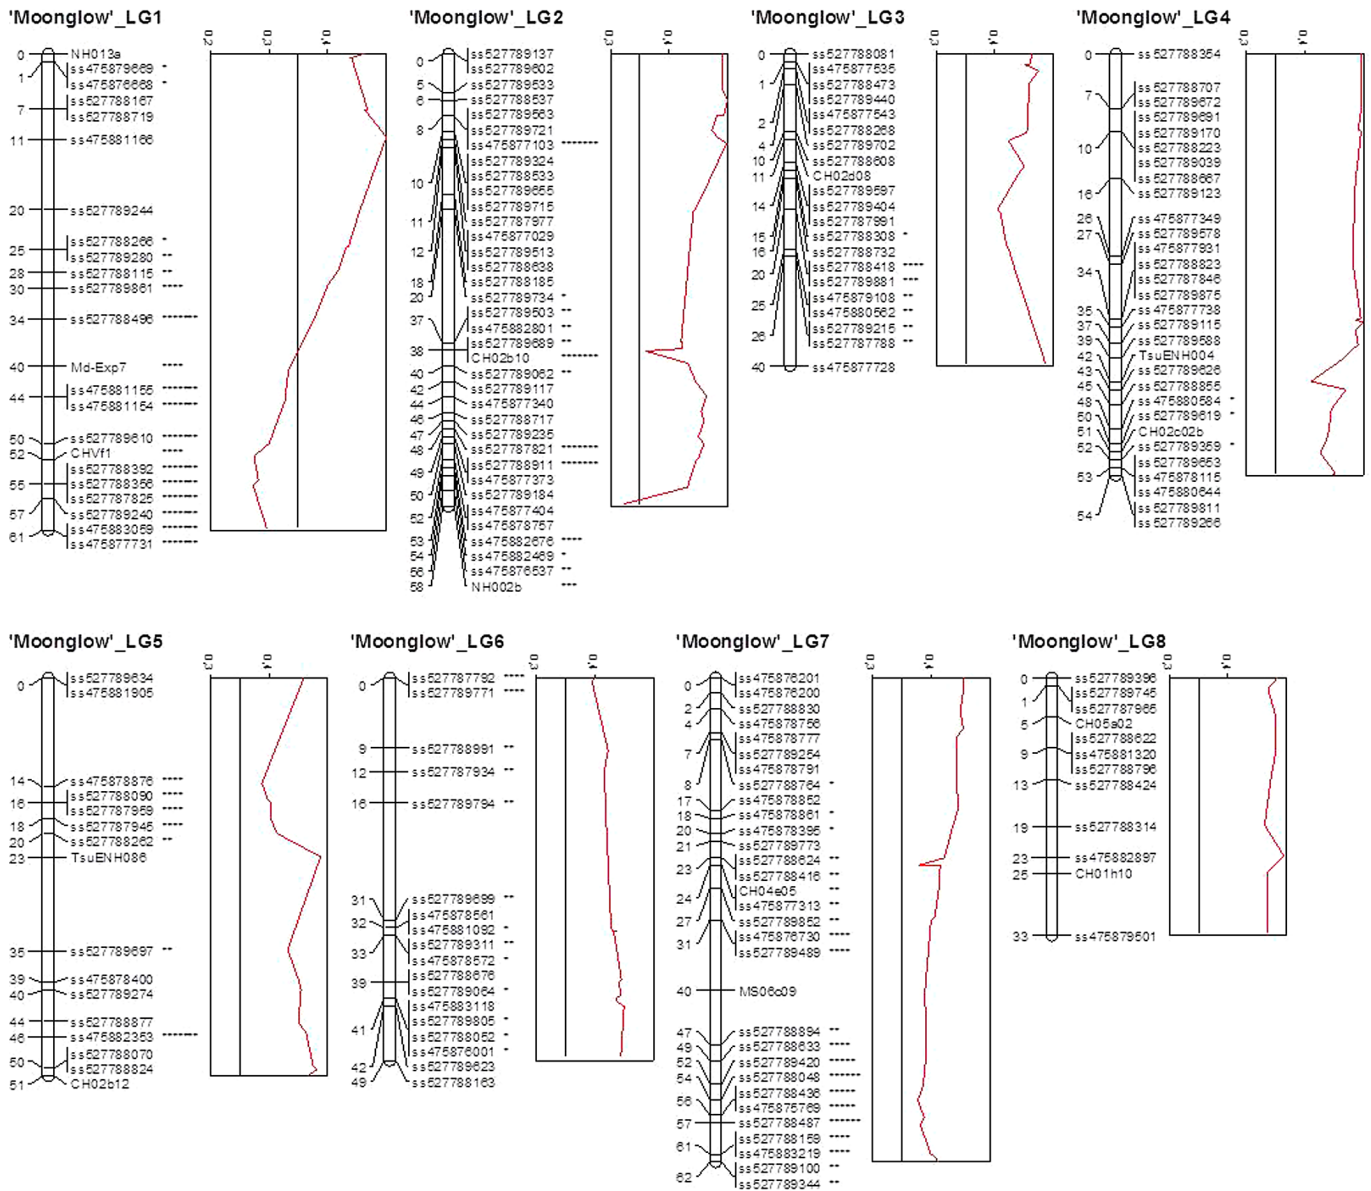 'Moonglow'_LG1
0.2
0.3
0.4
0
NH013a
1
ss475879669 *
ss475876668 *
7
ss527788167
ss527788719
11
ss475881166
20
ss527789244
25
ss527788266 *
ss527789280 **
28
ss527788115 **
30
ss527789861 ****
34
ss527788496 *******
40
Md-Exp7 ****
44
ss475881155 *******
ss475881154 *******
50
ss527789610 *******
52
CHVf1 ****
55
ss527788392 *******
ss527788356 *******
ss527787825 *******
57
ss527789240 *******
61
ss475883059 *******
ss475877731 *******
'Moonglow'_LG2
0.3
0.4
0
ss527789137
ss527789602
5
ss527789533
6
ss527788537
8
ss527789563
ss527789721
ss475877103 *******
10
ss527789324
ss527788533
ss527789655
ss527789715
11
ss527787977
ss475877029
12
ss527789513
ss527788638
18
ss527788185
20
ss527789734 *
37
ss527789503 **
ss475882801 **
38
ss527789689 **
CH02b10 *******
40
ss527789062 **
42
ss527789117
44
ss475877340
46
ss527788717
47
ss527789235
48
ss527787821 *******
49
ss527788911 *******
ss475877373
50
ss527789184
ss475877404
52
ss475878757
53
ss475882676 ****
54
ss475882469 *
56
ss475876537 **
58
NH002b ***
'Moonglow'_LG3
0.3
0.4
0
ss527788081
ss475877535
1
ss527788473
ss527789440
2
ss475877543
ss527788268
4
ss527789702
10
ss527788608
11
CH02d08
ss527789597
14
ss527789404
ss527787991
15
ss527788308 *
16
ss527788732
20
ss527788418 ****
ss527789881 ***
25
ss475879108 **
ss475880562 **
26
ss527789215 **
ss527787788 **
40
ss475877728
'Moonglow'_LG4
0.3
0.4
0
ss527788354
7
ss527788707
ss527789672
ss527789691
10
ss527789170
ss527788223
ss527789039
ss527788667
16
ss527789123
26
ss475877349
27
ss527789578
34
ss475877931
ss527788823
ss527787846
ss527789875
35
ss475877738
37
ss527789115
39
ss527789588
42
TsuENH004
43
ss527789626
45
ss527788855
48
ss475880584 *
50
ss527789619 *
51
CH02c02b
52
ss527789359 *
53
ss527789653
ss475878115
ss475880644
54
ss527789811
ss527789266
'Moonglow'_LG5
0.3
0.4
0
ss527789634
ss475881905
14
ss475878876 ****
16
ss527788090 ****
ss527787959 ****
18
ss527787945 ****
20
ss527788262 **
23
TsuENH086
35
ss527789697 **
39
ss475878400
40
ss527789274
44
ss527788877
46
ss475882353 *******
50
ss527788070
ss527788824
51
CH02b12
'Moonglow'_LG6
0.3
0.4
0
ss527787792 ****
ss527789771 ****
9
ss527788991 **
12
ss527787934 **
16
ss527789794 **
31
ss527789699 **
32
ss475878561
ss475881092 *
33
ss527789311 **
ss475878572 *
39
ss527788676
ss527789064 *
41
ss475883118
ss527789805 *
ss527788052 *
ss475876001 *
42
ss527789623
49
ss527788163
'Moonglow'_LG7
0.3
0.4
0
ss475876201
ss475876200
2
ss527788830
4
ss475878756
7
ss475878777
ss527789254
ss475878791
8
ss527788764 *
17
ss475878852
18
ss475878861 *
20
ss475878395 *
21
ss527789773
23
ss527788624 **
ss527788416 **
24
CH04e05 **
ss475877313 **
27
ss527789852 **
31
ss475876730 ****
ss527789489 ****
40
MS06c09
47
ss527788894 **
49
ss527788633 ****
52
ss527789420 *****
54
ss527788048 ******
56
ss527788436 *****
ss475875769 *****
57
ss527788487 ******
61
ss527788159 ****
ss475883219 ****
62
ss527789100 **
ss527789344 **
'Moonglow'_LG8
0.3
0.4
0
ss527789396
1
ss527789745
ss527787965
5
CH05a02
9
ss527788622
ss475881320
ss527788796
13
ss527788424
19
ss527788314
23
ss475882897
25
CH01h10
33
ss475879501